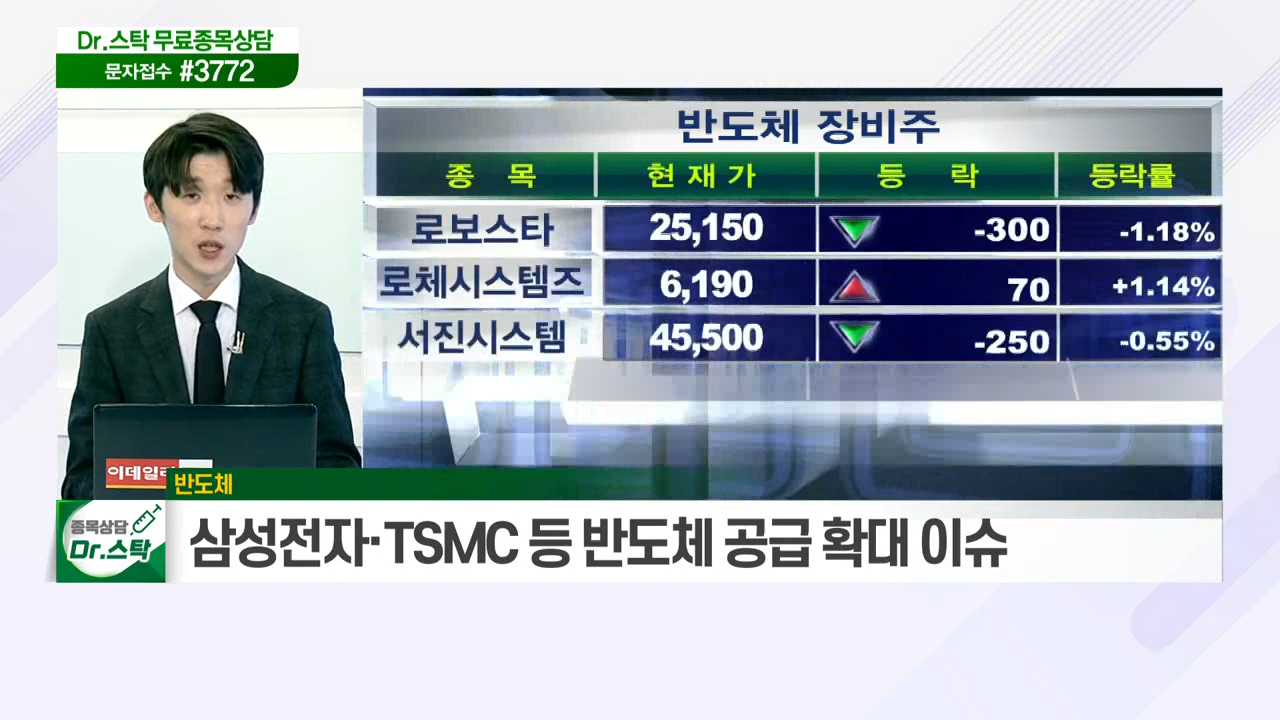 Dr.스탁 무료종목상담
문자접수 #3772
반도체 장비주
종 목 현 재 가 등 락 등락률
로보스타 25,150 -300 -1.18%
로체시스템즈 6,190 70 +1.14%
서진시스템 45,500 -250 -0.55%
반도체
종목상담
Dr.스탁
삼성전자·TSMC 등 반도체 공급 확대 이슈